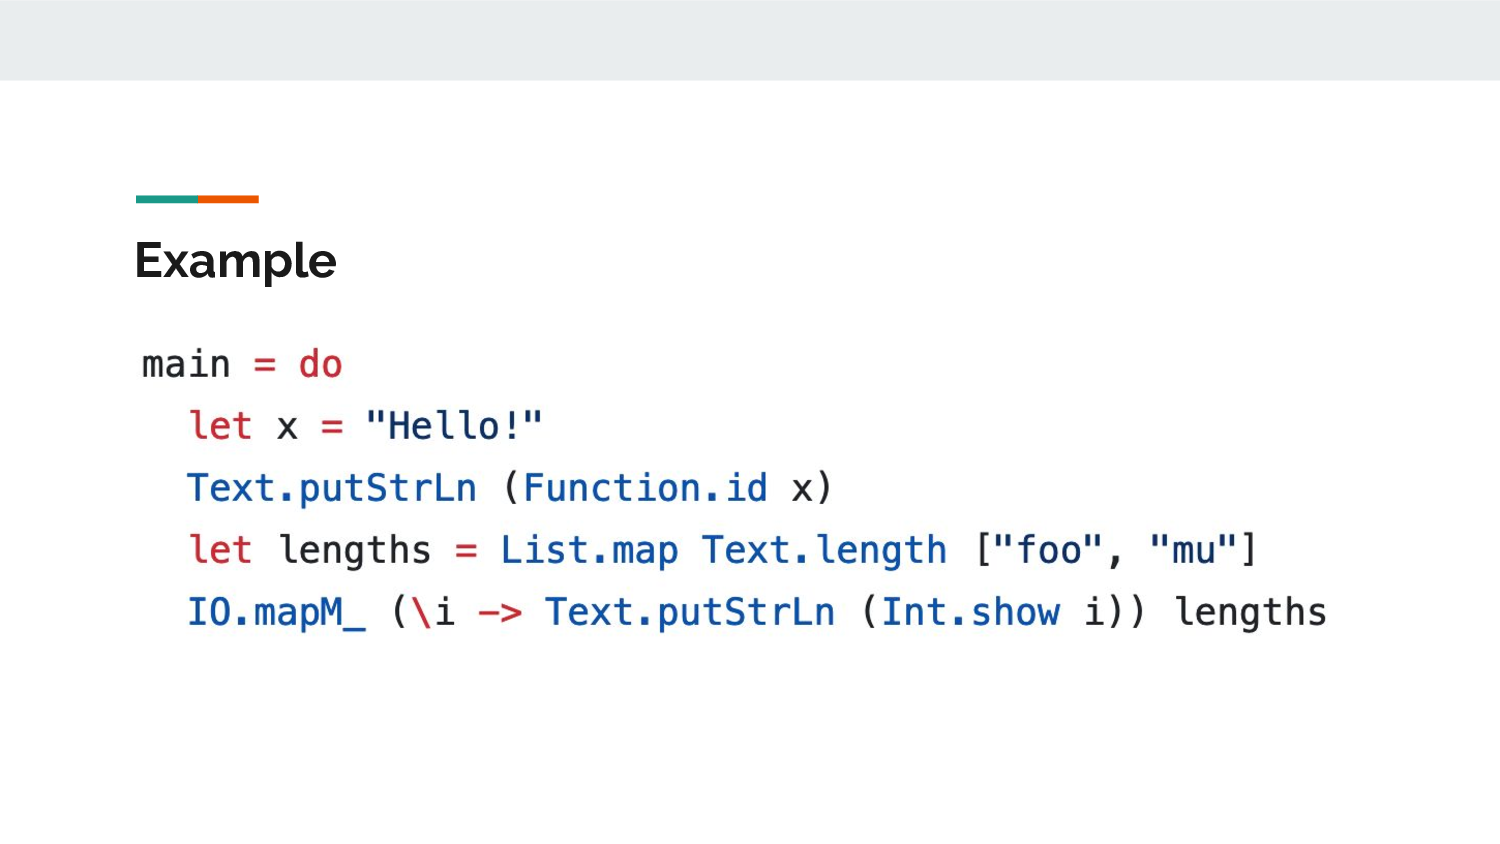 Example
main = do
  let x = "Hello!"
  Text.putStrLn (Function.id x)
  let lengths = List.map Text.length ["foo", "mu"]
  IO.mapM_ (\i -> Text.putStrLn (Int.show i)) lengths